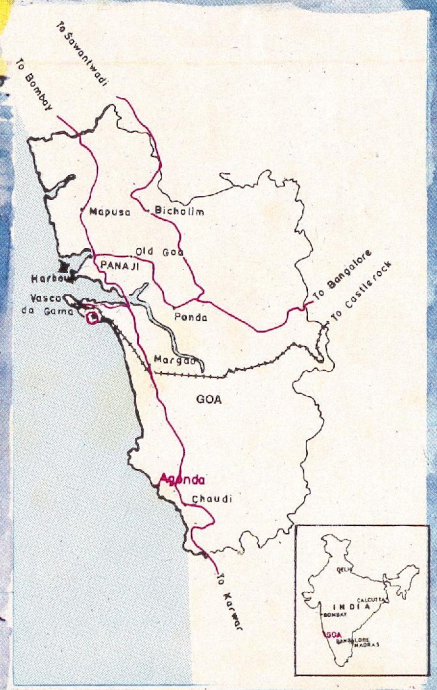 To Sawantwadi
To Bombay
Mapusa
Bicholim
Old Goa
PANAJI
Harbour
Vasco
da Gama
Ponda
To Bangalore
To Castlerock
Margao
GOA
Agonda
Chaudi
To Karwar
DELHI
CALCUTTA
INDIA
BOMBAY
GOA
BANGALORE
MADRAS